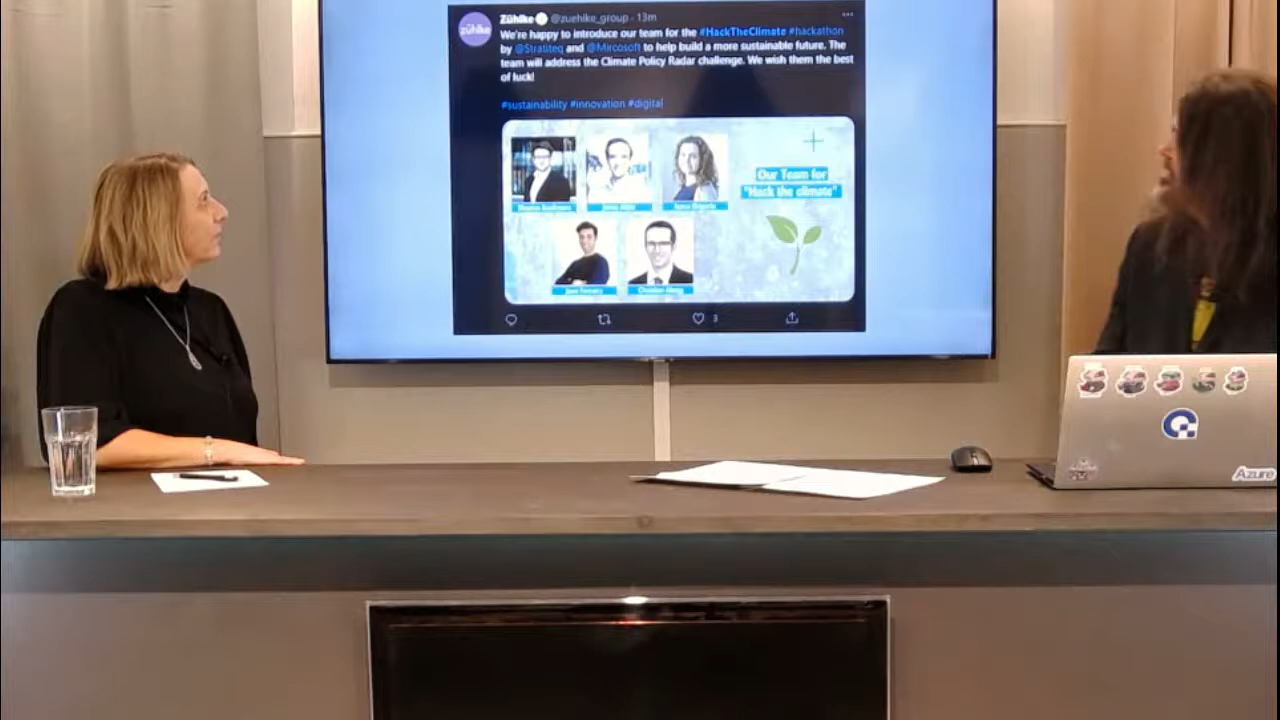 Zühlke @zuehlke_group · 13m
zühlke
We're happy to introduce our team for the #HackTheClimate #hackathon
by @Stratiteq and @Mircosoft to help build a more sustainable future. The
team will address the Climate Policy Radar challenge. We wish them the best
of luck!
#sustainability #innovation #digital
Our Team for
"Hack the climate"
3
Azure